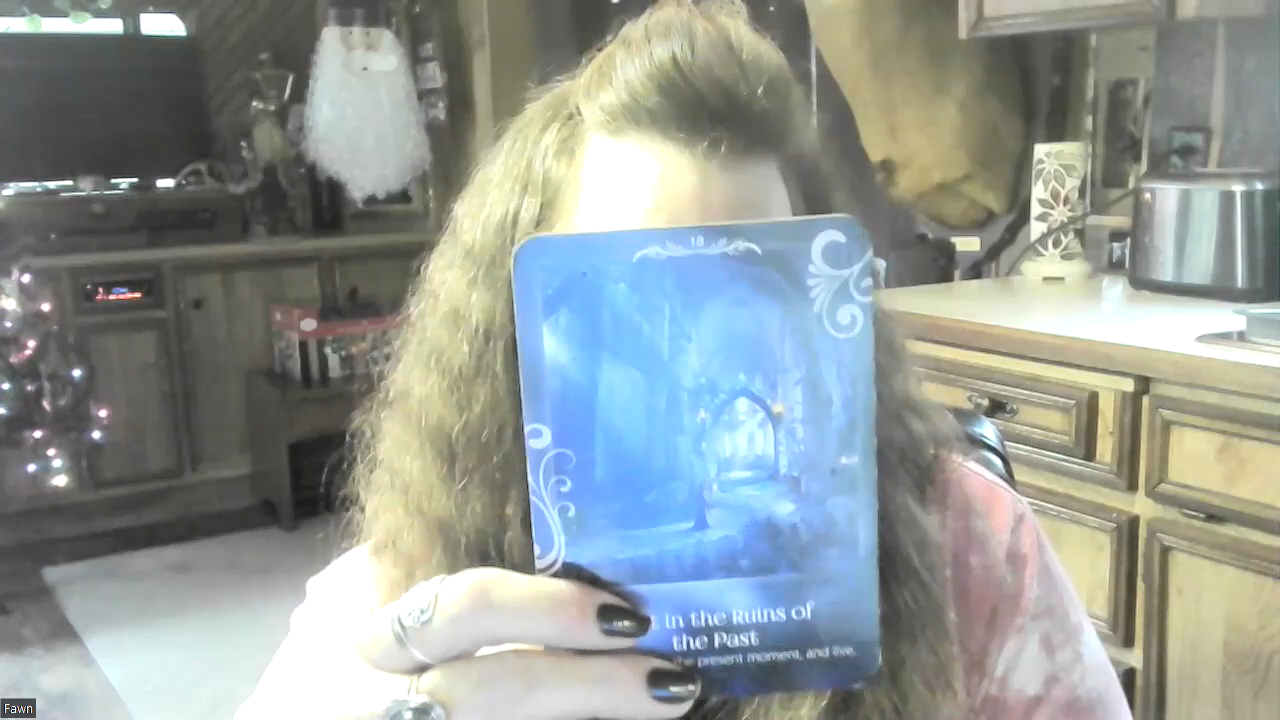 18
in the Ruins of
the Past
the present moment, and live.
Fawn